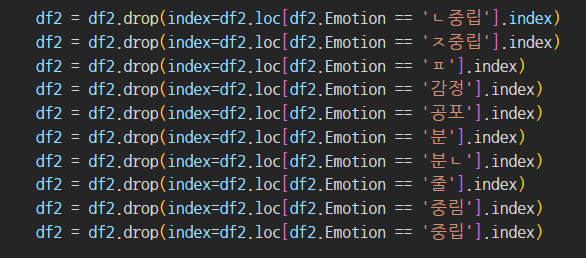 df2 = df2.drop(index=df2.loc[df2.Emotion == 'ㄴ중립'].index)
df2 = df2.drop(index=df2.loc[df2.Emotion == 'ㅈ중립'].index)
df2 = df2.drop(index=df2.loc[df2.Emotion == 'ㅍ'].index)
df2 = df2.drop(index=df2.loc[df2.Emotion == '감정'].index)
df2 = df2.drop(index=df2.loc[df2.Emotion == '공포'].index)
df2 = df2.drop(index=df2.loc[df2.Emotion == '분'].index)
df2 = df2.drop(index=df2.loc[df2.Emotion == '분ㄴ'].index)
df2 = df2.drop(index=df2.loc[df2.Emotion == '줄'].index)
df2 = df2.drop(index=df2.loc[df2.Emotion == '중림'].index)
df2 = df2.drop(index=df2.loc[df2.Emotion == '중립'].index)